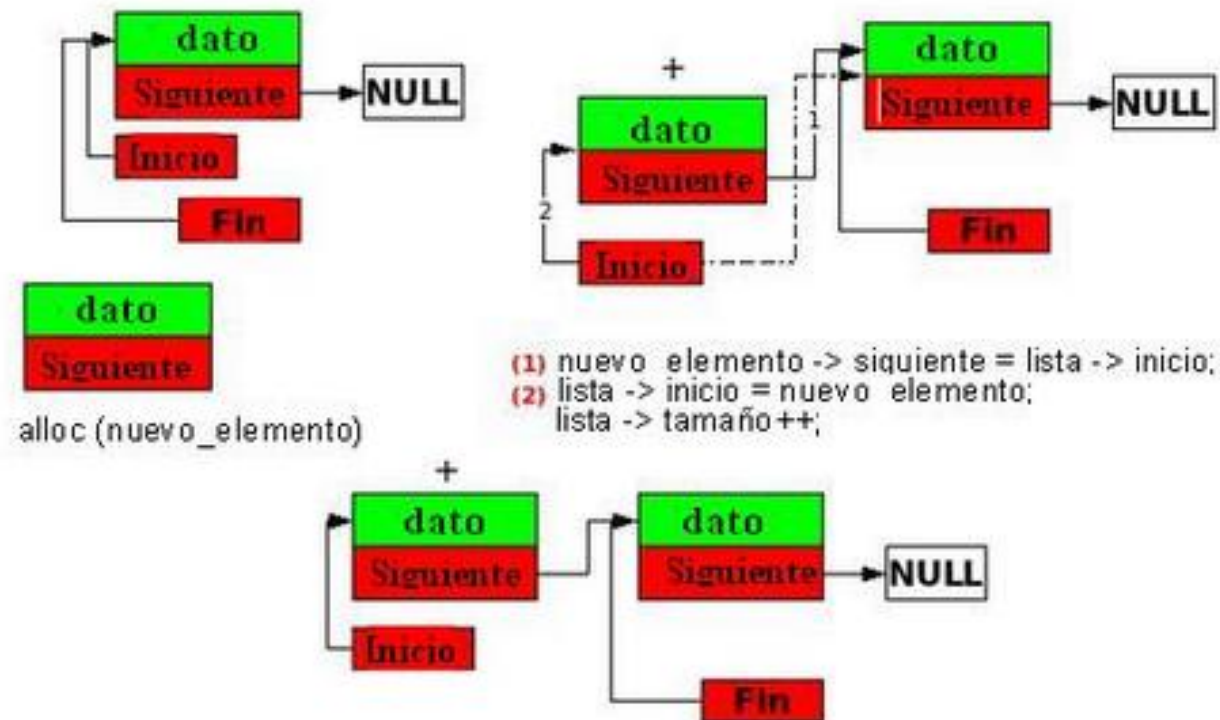 dato
Siguiente
NULL
Inicio
Fin
dato
Siguiente
alloc (nuevo_elemento)
+
dato
Siguiente
1
2
Inicio
dato
Siguiente
NULL
Fin
(1) nuevo elemento -> siguiente = lista -> inicio;
(2) lista -> inicio = nuevo elemento;
lista -> tamaño++;
+
dato
Siguiente
Inicio
dato
Siguiente
NULL
Fin